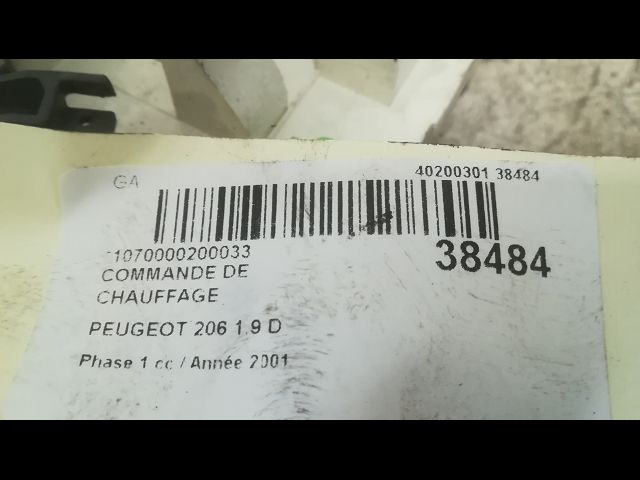 GA 40200301 38484
1070000200033
38484
COMMANDE DE
CHAUFFAGE
PEUGEOT 206 1.9 D
Phase 1 cc / Année 2001